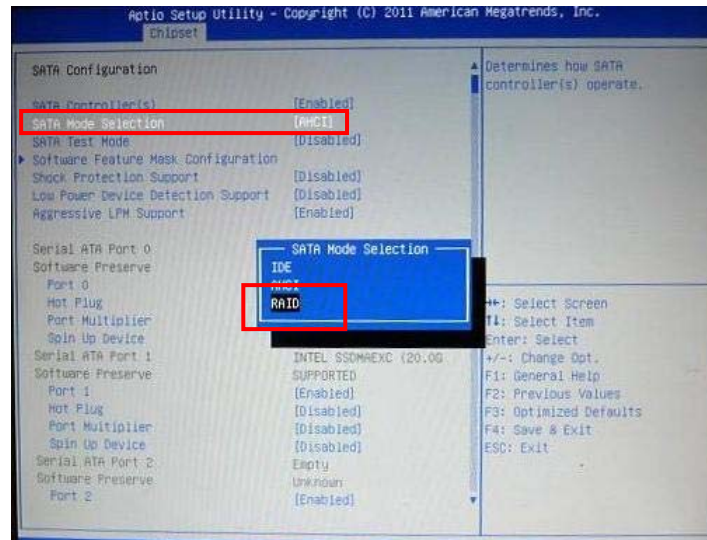 Aptio Setup Utility - Copyright (C) 2011 American Megatrends, Inc.
Chipset
SATA Configuration
SATA Controller(s) [Enabled]
SATA Mode Selection [AHCI]
SATA Test Mode [Disabled]
Software Feature Mask Configuration
Shock Protection Support [Disabled]
Low Power Device Detection Support [Disabled]
Aggressive LPM Support [Enabled]
Serial ATA Port 0
Software Preserve
Port 0
Hot Plug
Port Multiplier
Spin Up Device
Serial ATA Port 1 INTEL SSDMAEXC (20.0G
Software Preserve SUPPORTED
Port 1 [Enabled]
Hot Plug [Disabled]
Port Multiplier [Disabled]
Spin Up Device [Disabled]
Serial ATA Port 2 Empty
Software Preserve Unknown
Port 2 [Enabled]
SATA Mode Selection
IDE
AHCI
RAID
Determines how SATA
controller(s) operate.
→←: Select Screen
↑↓: Select Item
Enter: Select
+/-: Change Opt.
F1: General Help
F2: Previous Values
F3: Optimized Defaults
F4: Save & Exit
ESC: Exit